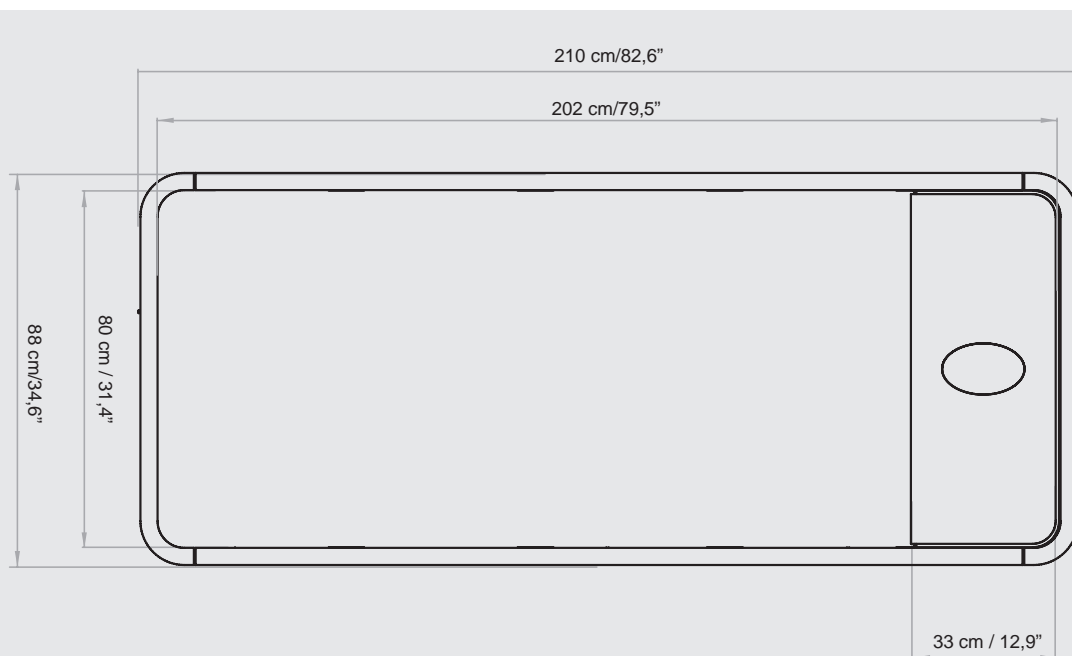 210 cm/82,6”
202 cm/79,5”
88 cm/34,6”
80 cm / 31,4”
33 cm / 12,9”